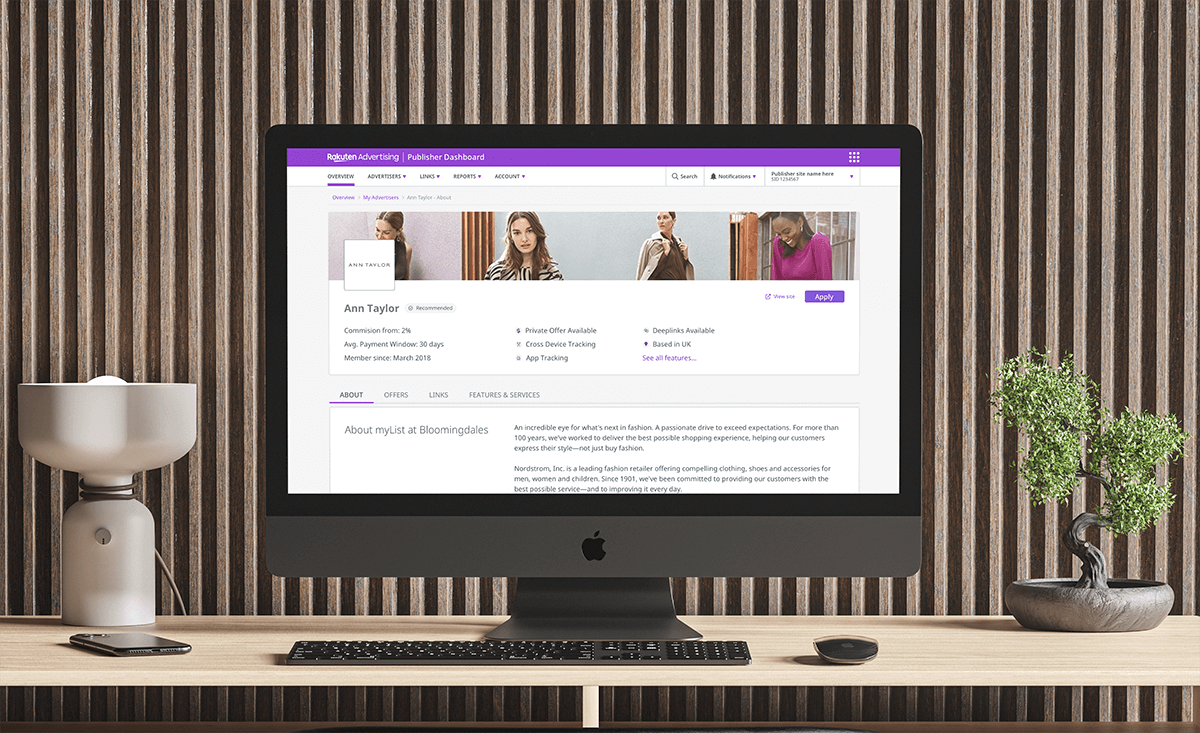 Rakuten Advertising | Publisher Dashboard
OVERVIEW ADVERTISERS LINKS REPORTS ACCOUNT Search Notifications Publisher site name here
SID 1234567
Overview > My Advertisers > Ann Taylor - About
ANN TAYLOR
View site Apply
Ann Taylor Recommended
Commision from: 2% Private Offer Available Deeplinks Available
Avg. Payment Window: 30 days Cross Device Tracking Based in UK
Member since: March 2018 App Tracking See all features...
ABOUT OFFERS LINKS FEATURES & SERVICES
About myList at Bloomingdales
An incredible eye for what's next in fashion. A passionate drive to exceed expectations. For more than
100 years, we've worked to deliver the best possible shopping experience, helping our customers
express their style—not just buy fashion.
Nordstrom, Inc. is a leading fashion retailer offering compelling clothing, shoes and accessories for
men, women and children. Since 1901, we've been committed to providing our customers with the
best possible service—and to improving it every day.